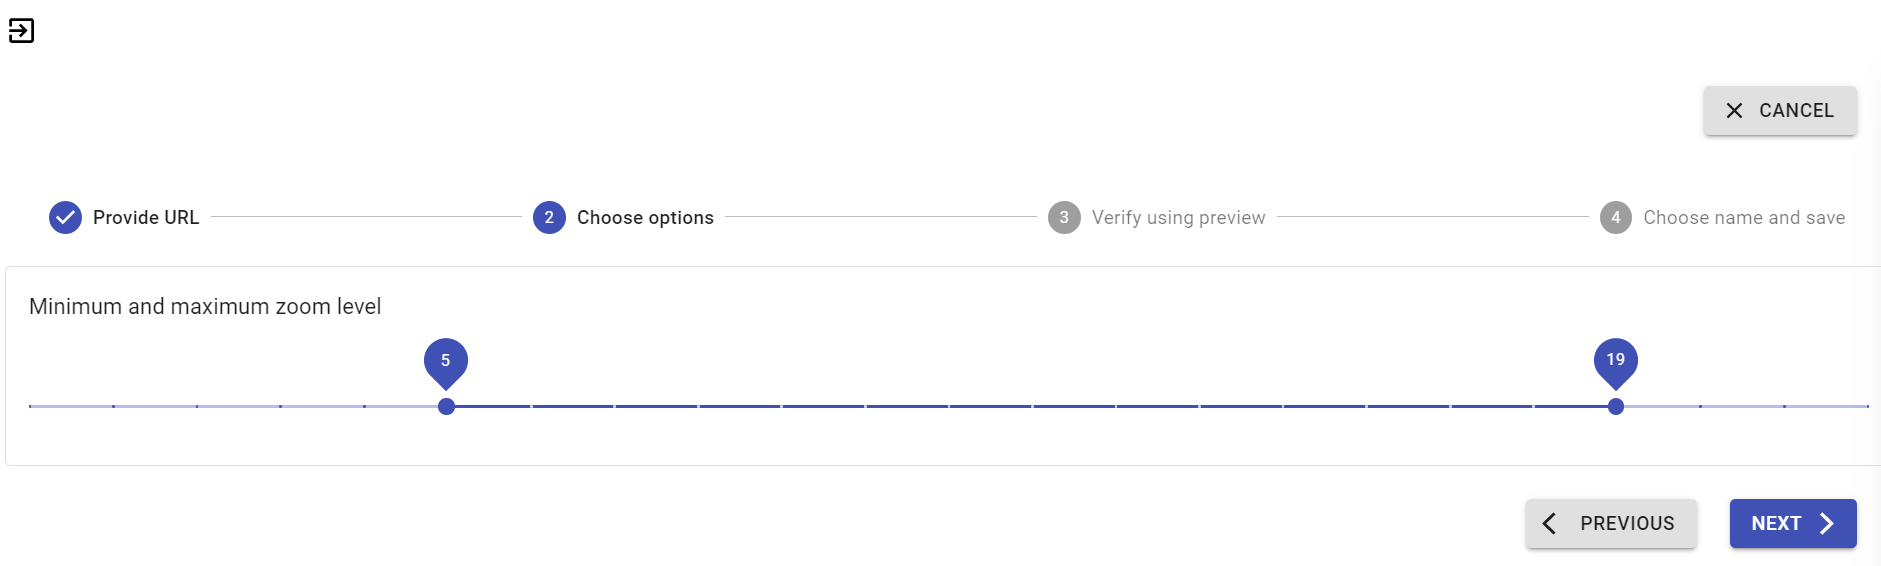 CANCEL
Provide URL
2 Choose options
3 Verify using preview
4 Choose name and save
Minimum and maximum zoom level
5
19
PREVIOUS
NEXT